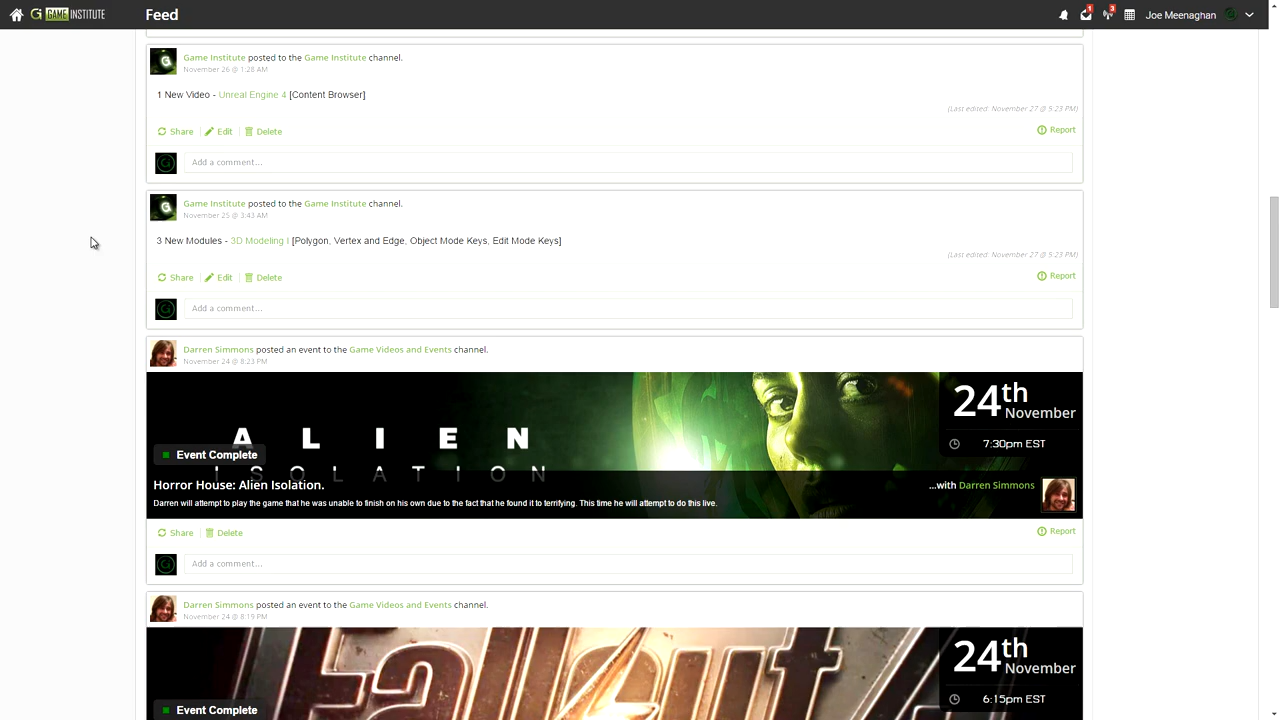 GAME INSTITUTE Feed 1 3 Joe Meenaghan
Game Institute posted to the Game Institute channel.
November 26 @ 1:28 AM
1 New Video - Unreal Engine 4 [Content Browser]
(Last edited: November 27 @ 5:23 PM)
Share Edit Delete Report
Add a comment...
Game Institute posted to the Game Institute channel.
November 25 @ 3:43 AM
3 New Modules - 3D Modeling I [Polygon, Vertex and Edge, Object Mode Keys, Edit Mode Keys]
(Last edited: November 27 @ 5:23 PM)
Share Edit Delete Report
Add a comment...
Darren Simmons posted an event to the Game Videos and Events channel.
November 24 @ 8:23 PM
24th
November
7:30pm EST
ALIEN
Event Complete
ISOLATION
Horror House: Alien Isolation.
...with Darren Simmons
Darren will attempt to play the game that he was unable to finish on his own due to the fact that he found it to terrifying. This time he will attempt to do this live.
Share Delete Report
Add a comment...
Darren Simmons posted an event to the Game Videos and Events channel.
November 24 @ 8:19 PM
Fallout 4
24th
November
6:15pm EST
Event Complete